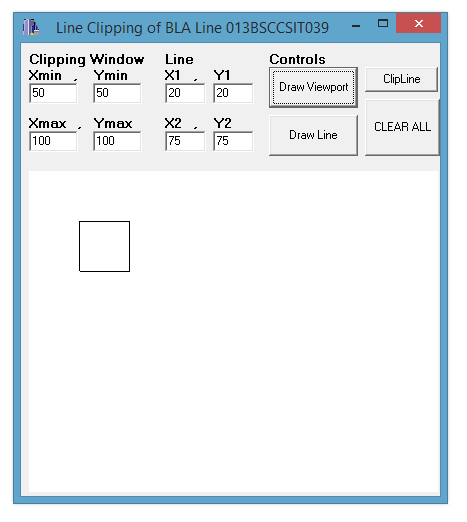 Line Clipping of BLA Line 013BSCCSIT039
Clipping Window Line Controls
Xmin , Ymin X1 , Y1
50 50 20 20 Draw Viewport ClipLine
Xmax , Ymax X2 , Y2
100 100 75 75 Draw Line CLEAR ALL